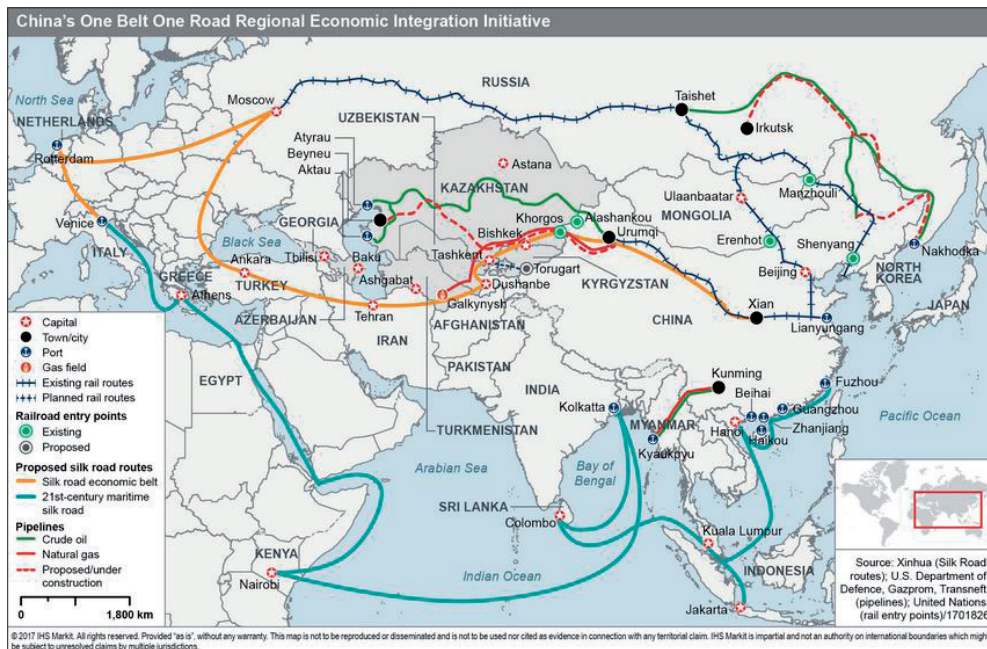 China's One Belt One Road Regional Economic Integration Initiative
North Sea
NETHERLANDS
Rotterdam
Moscow
RUSSIA
Taishet
Irkutsk
UZBEKISTAN
Atyrau
Beyneu
Aktau
Astana
KAZAKHSTAN
Ulaanbaatar
Manzhouli
MONGOLIA
Venice
ITALY
GEORGIA
Khorgos
Alashankou
Urumqi
Bishkek
Erenhot
Shenyang
Nakhodka
Black Sea
Ankara
Tbilisi
Baku
Tashkent
Torugart
Beijing
NORTH
KOREA
GREECE
Athens
TURKEY
Ashgabat
Dushanbe
KYRGYZSTAN
JAPAN
AZERBAIJAN
Tehran
Galkynysh
AFGHANISTAN
Xian
CHINA
Lianyungang
IRAN
PAKISTAN
EGYPT
INDIA
Kunming
Beihai
Fuzhou
Kolkatta
Guangzhou
Pacific Ocean
TURKMENISTAN
MYANMAR
Hanoi
Zhanjiang
Haikou
Kyaukpyu
Arabian Sea
Bay of
Bengal
SRI LANKA
Colombo
Kuala Lumpur
KENYA
Nairobi
Indian Ocean
INDONESIA
Jakarta
Capital
Town/city
Port
Gas field
Existing rail routes
Planned rail routes
Railroad entry points
Existing
Proposed
Proposed silk road routes
Silk road economic belt
21st-century maritime
silk road
Pipelines
Crude oil
Natural gas
Proposed/under
construction
0
1,800 km
Source: Xinhua (Silk Road
routes); U.S. Department of
Defence, Gazprom, Transneft
(pipelines); United Nations
(rail entry points)/1701826
© 2017 IHS Markit. All rights reserved. Provided "as is", without any warranty. This map is not to be reproduced or disseminated and is not to be used nor cited as evidence in connection with any territorial claim. IHS Markit is impartial and not an authority on international boundaries which might
be subject to unresolved claims by multiple jurisdictions.